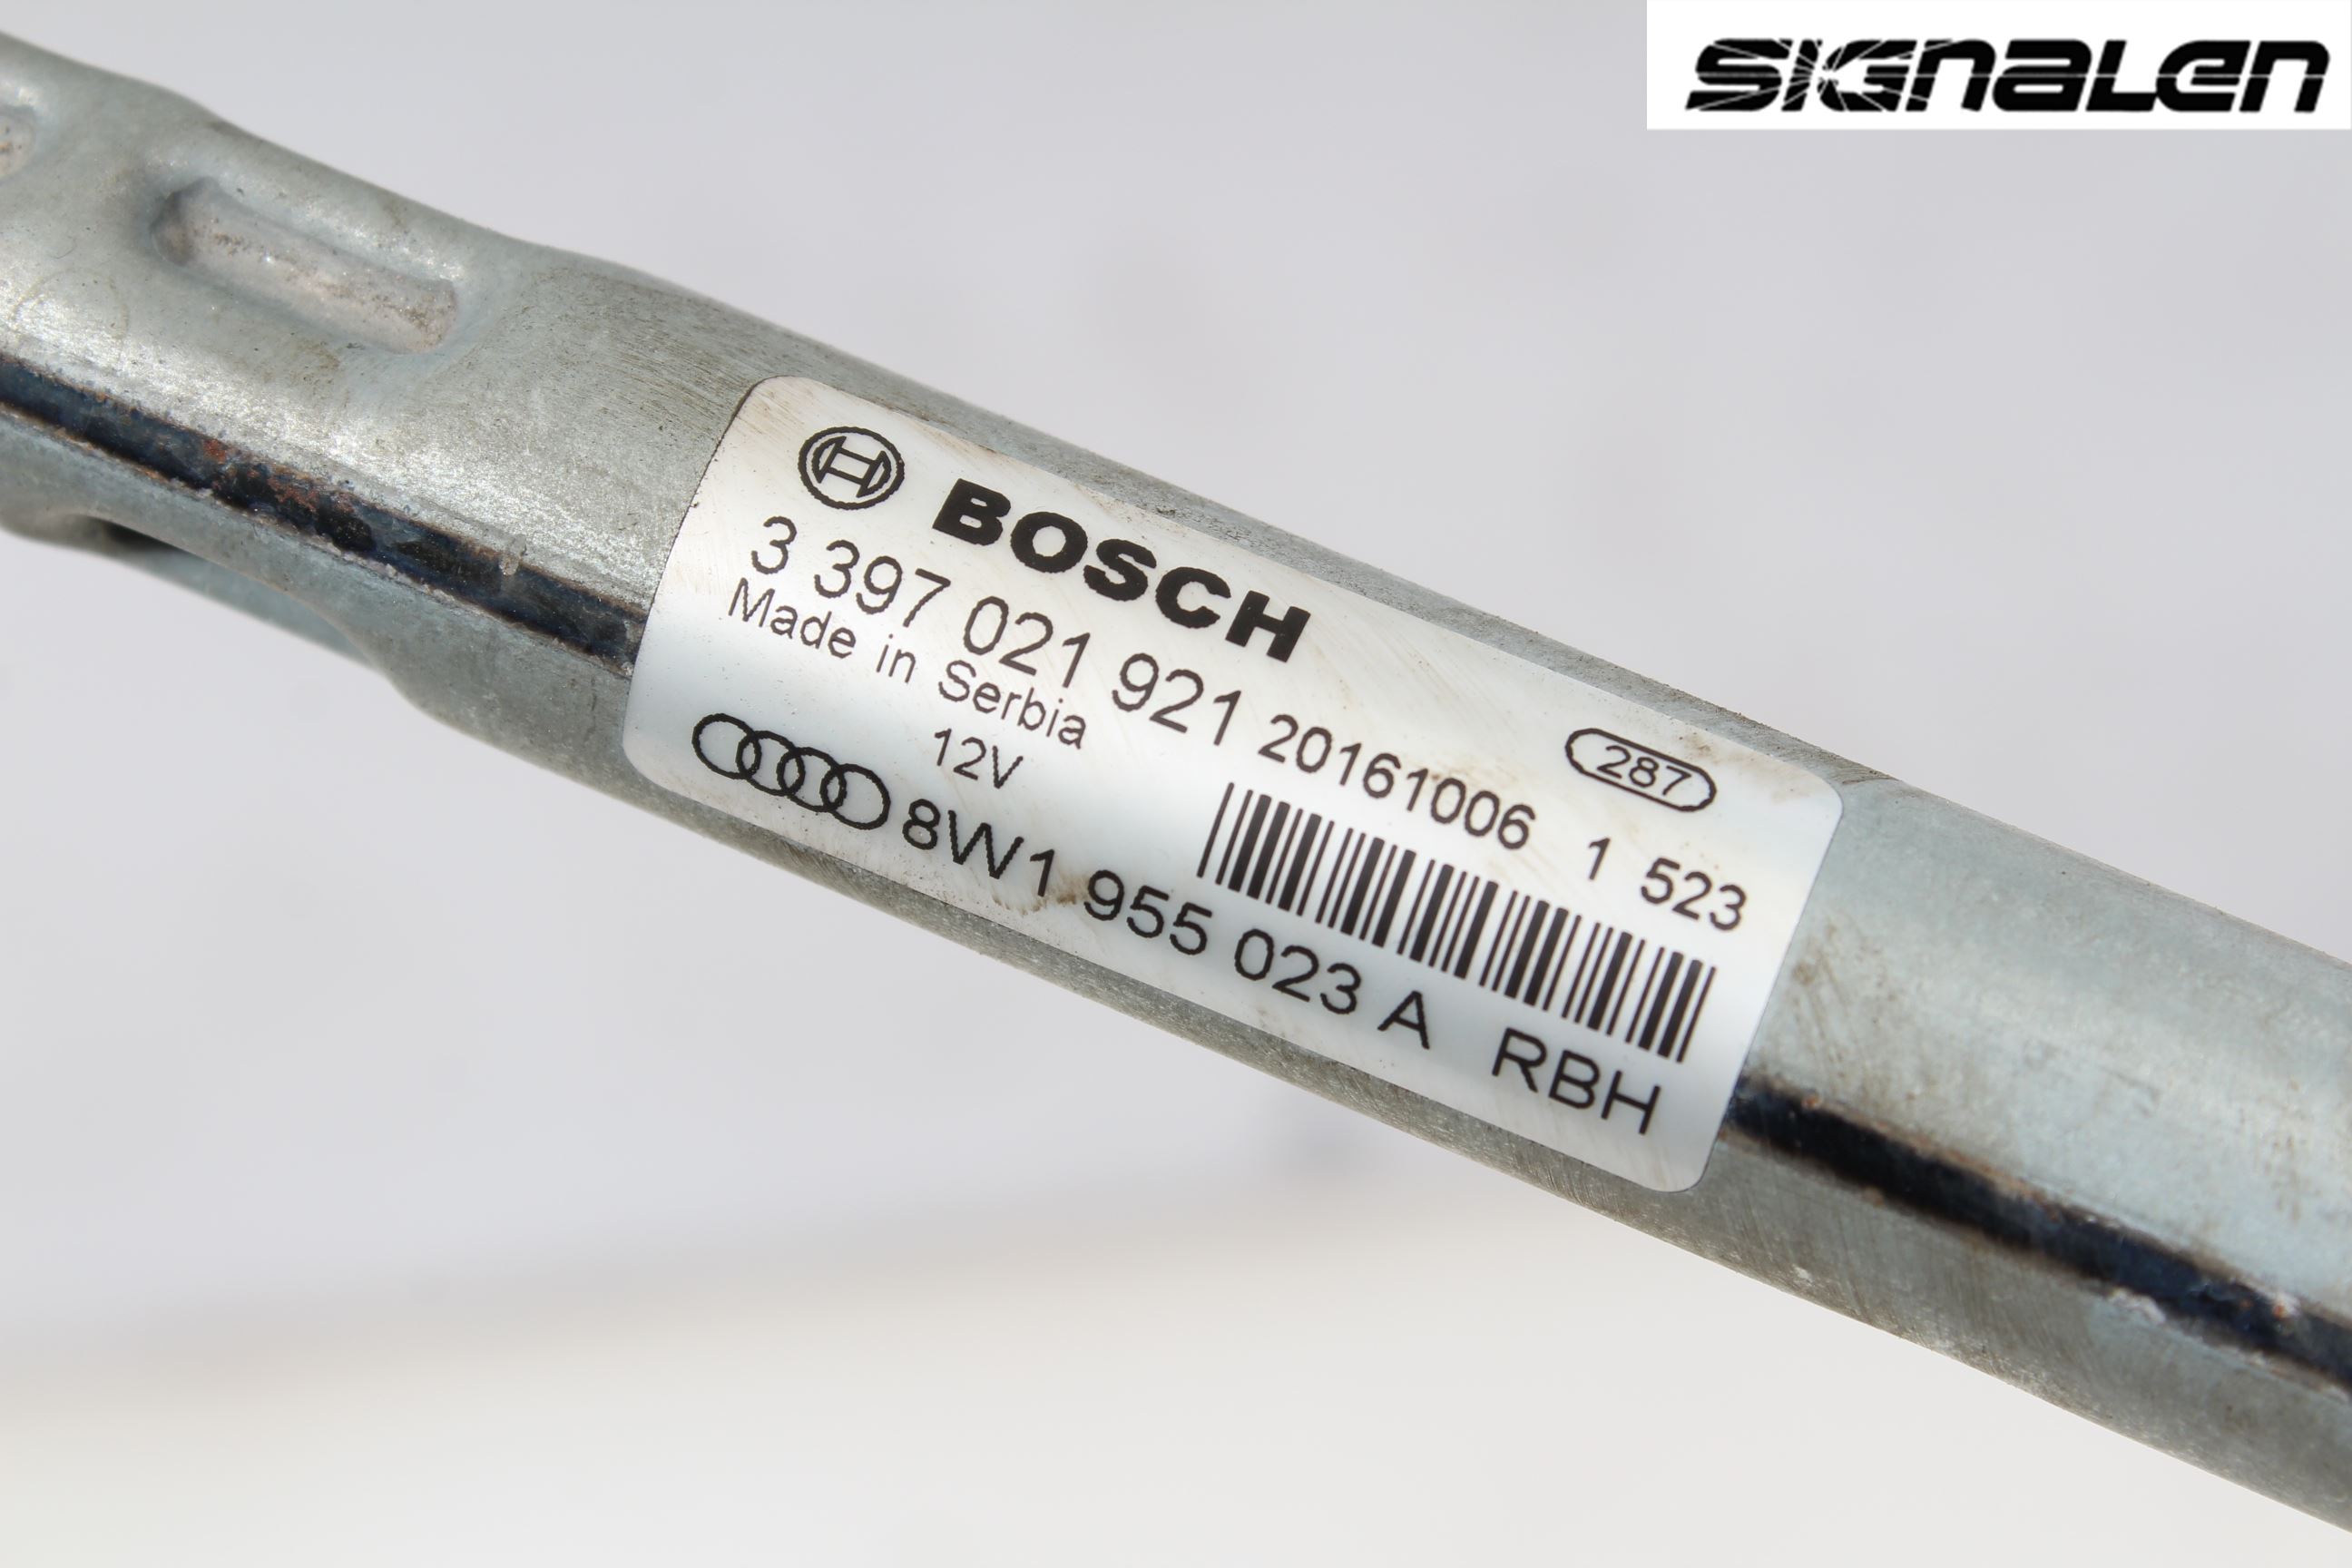 SIGNALEN
BOSCH
3 397 021 921 20161006 1 523
287
Made in Serbia
12V
8W1 955 023 A RBH